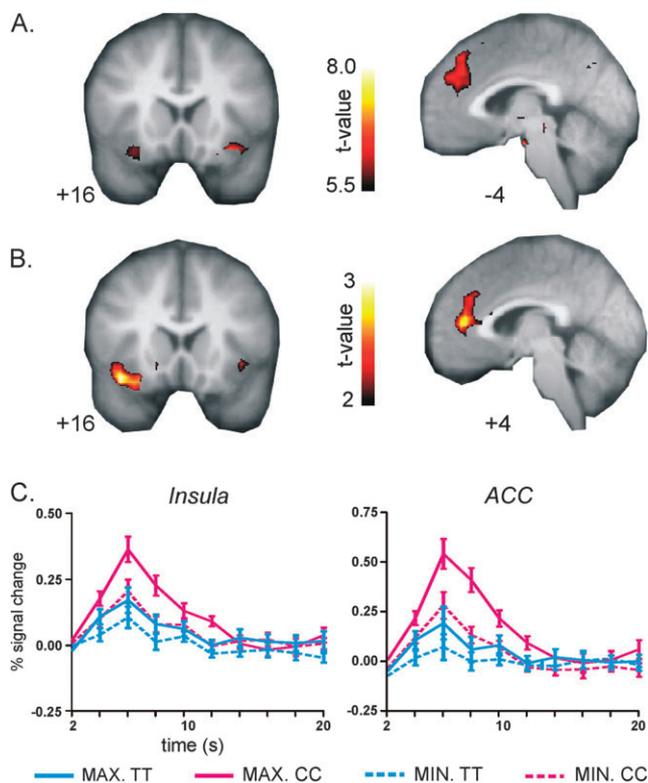 A.
8.0
t-value
5.5
+16
-4
B.
3
t-value
2
+16
+4
C.
Insula
ACC
0.50
0.25
0.00
-0.25
% signal change
2
10
20
time (s)
0.75
0.50
0.25
0.00
-0.25
2
10
20
MAX. TT
MAX. CC
MIN. TT
MIN. CC